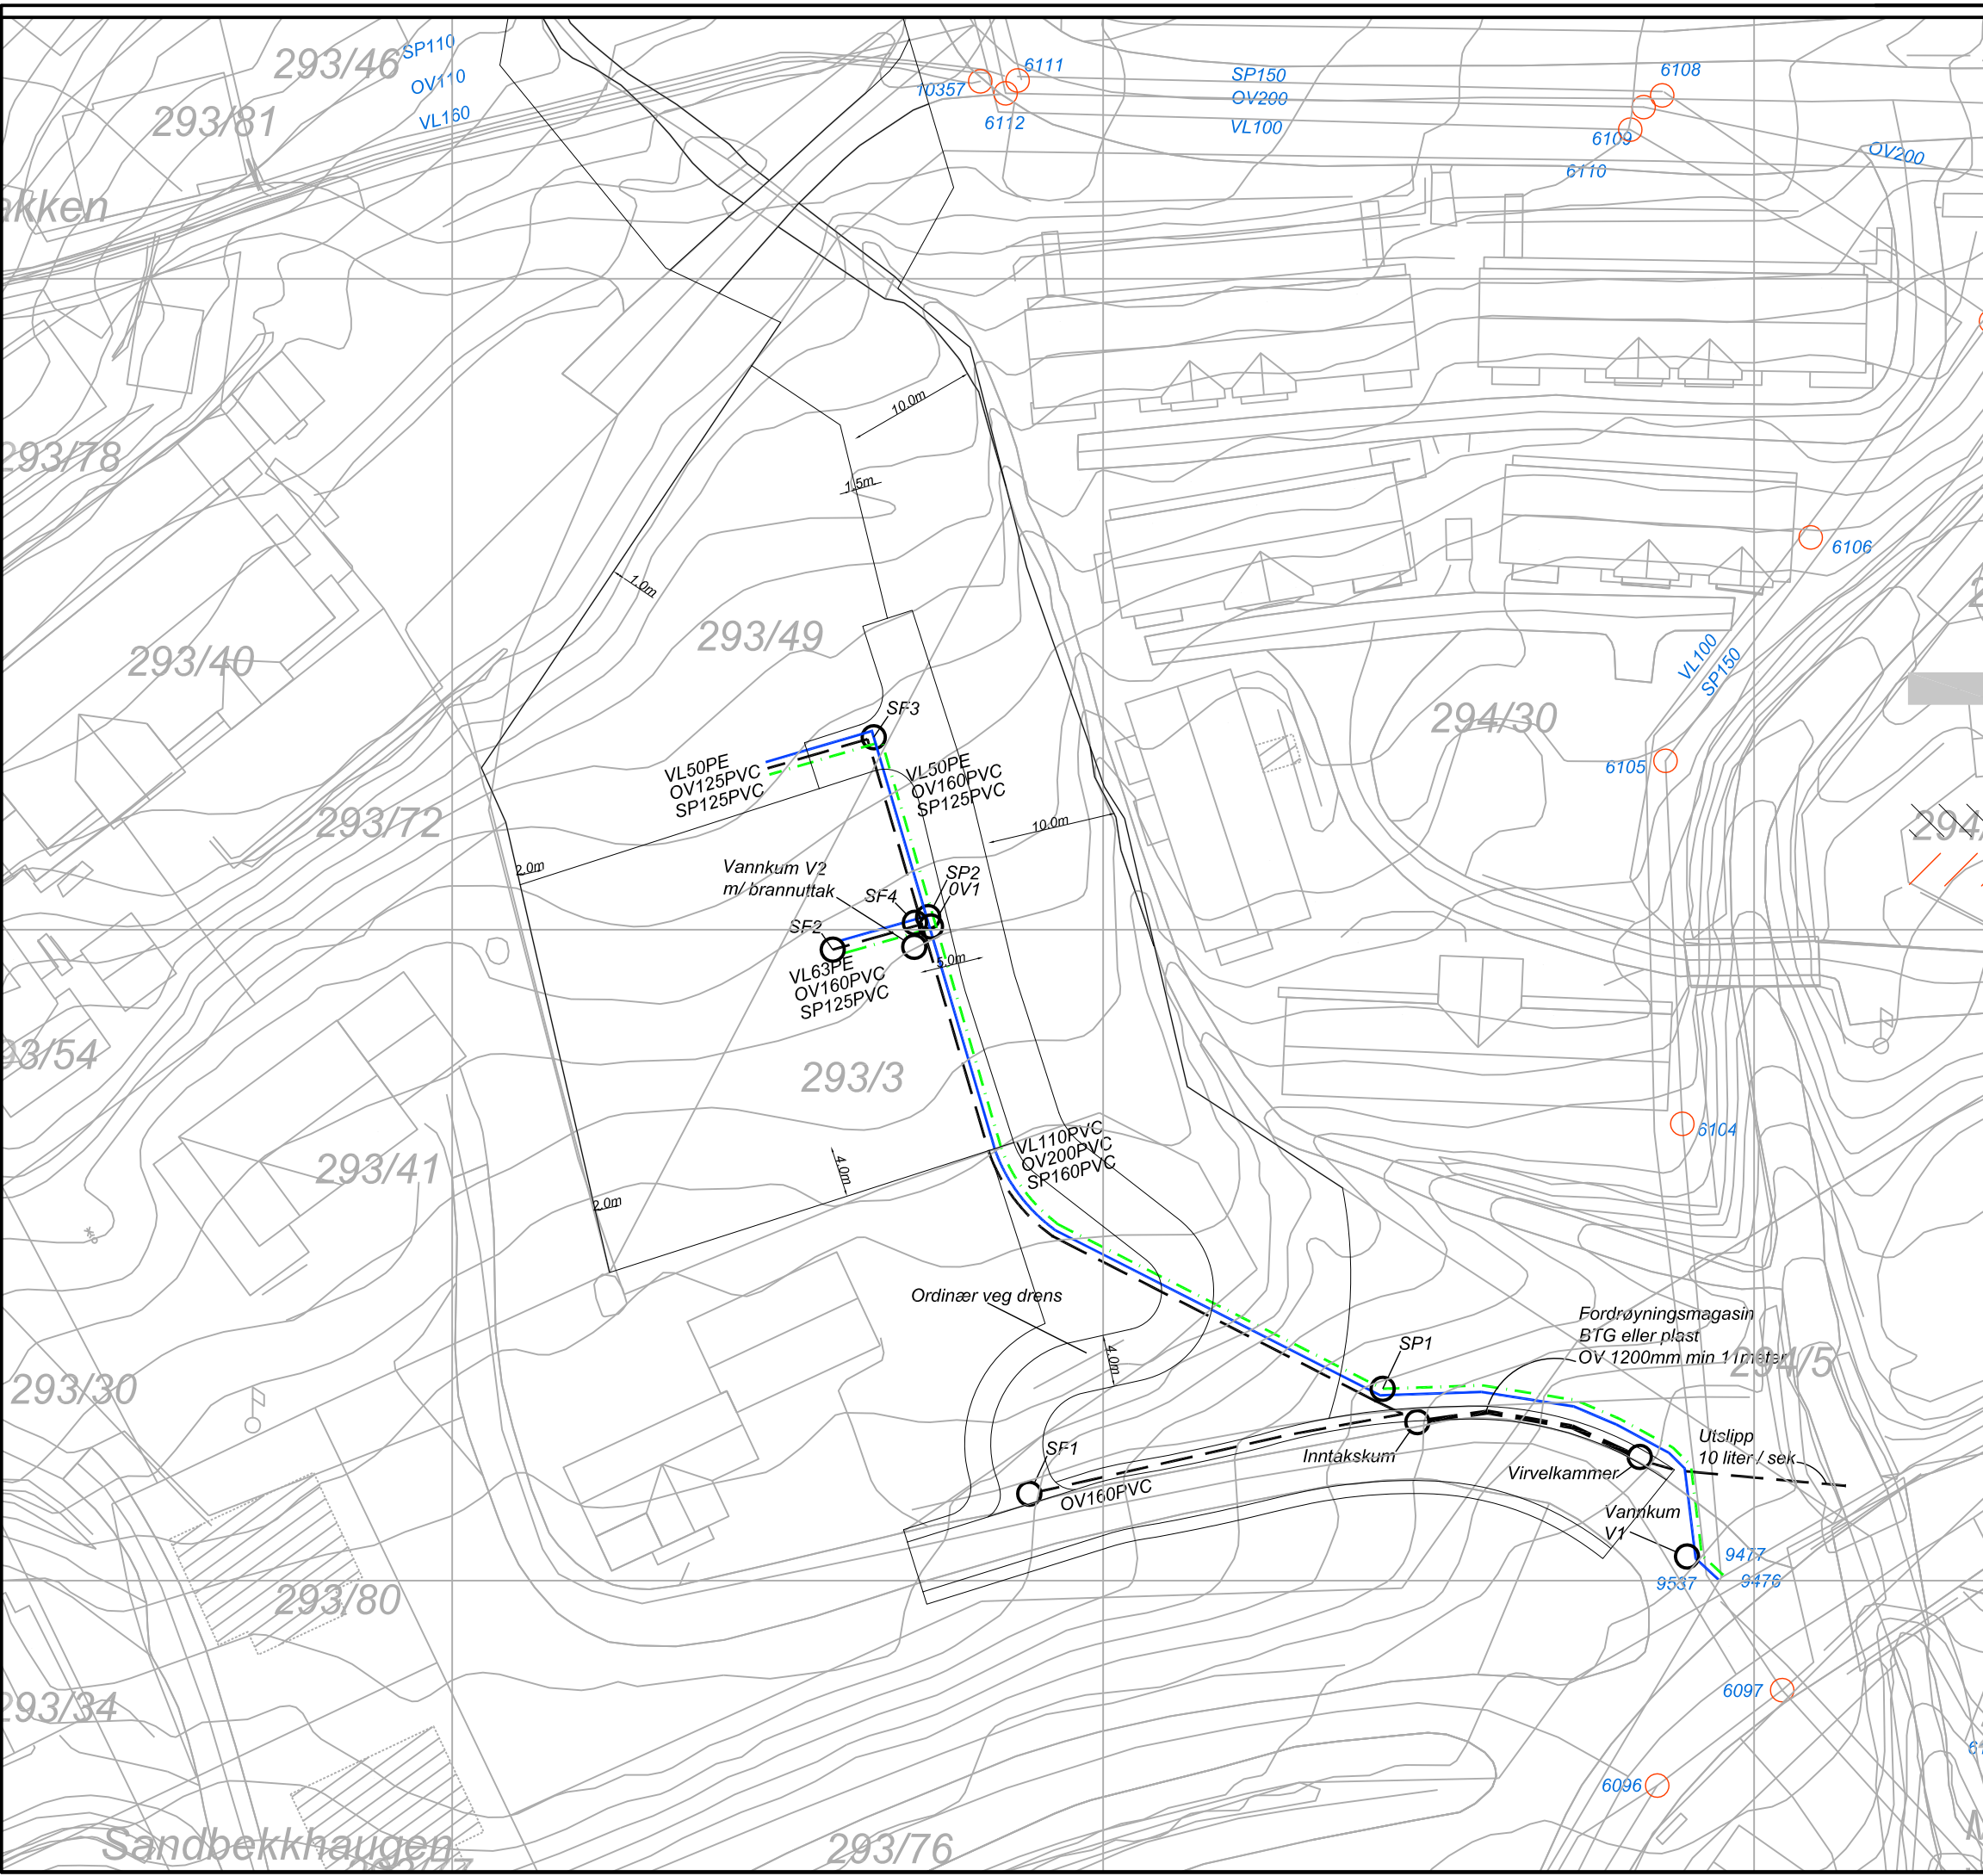 293/46
SP110
OV110
VL160
293/81
10357
6111
6112
SP150
OV200
VL100
6108
6109
6110
OV200
akken
10.0m
1.5m
1.0m
293/78
293/40
293/49
6106
VL100
SP150
294/30
6105
SF3
VL50PE
OV125PVC
SP125PVC
VL50PE
OV160PVC
SP125PVC
293/72
10.0m
294/
2.0m
Vannkum V2
m/ brannuttak
SF4
SP2
0V1
SF2
5.0m
VL63PE
OV160PVC
SP125PVC
93/54
293/3
6104
VL110PVC
OV200PVC
SP160PVC
4.0m
2.0m
293/41
Ordinær veg drens
4.0m
SP1
Fordrøyningsmagasin
BTG eller plast
OV 1200mm min 11meter
294/5
293/30
SF1
OV160PVC
Inntakskum
Virvelkammer
Utslipp
10 liter / sek
Vannkum
V1
9477
9537
9476
293/80
6097
293/34
6096
Sandbekkhaugen
293/76